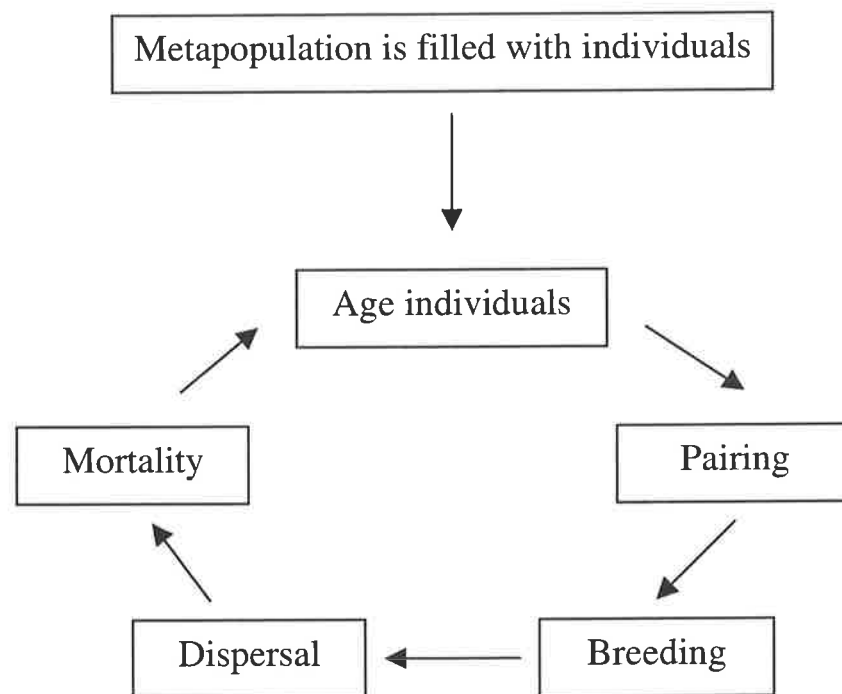 Metapopulation is filled with individuals
Age individuals
Mortality
Pairing
Dispersal
Breeding